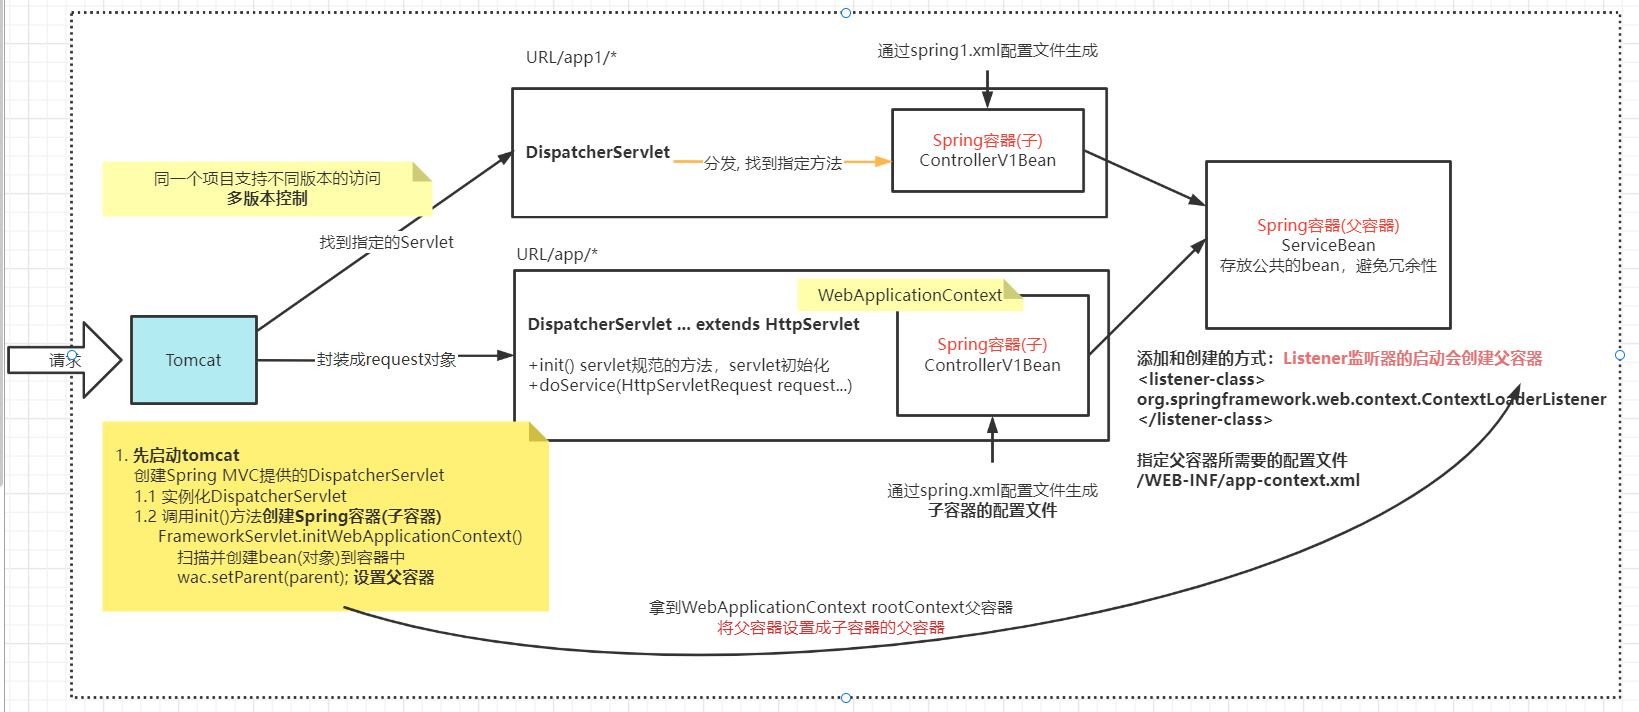 URL/app1/*
通过spring1.xml配置文件生成
DispatcherServlet
分发, 找到指定方法
Spring容器(子)
ControllerV1Bean
同一个项目支持不同版本的访问
多版本控制
找到指定的Servlet
Spring容器(父容器)
ServiceBean
存放公共的bean，避免冗余性
URL/app/*
WebApplicationContext
DispatcherServlet ... extends HttpServlet
+init() servlet规范的方法，servlet初始化
+doService(HttpServletRequest request...)
Spring容器(子)
ControllerV1Bean
请求
Tomcat
封装成request对象
通过spring.xml配置文件生成
子容器的配置文件
添加和创建的方式：Listener监听器的启动会创建父容器
<listener-class>
org.springframework.web.context.ContextLoaderListener
</listener-class>
指定父容器所需要的配置文件
/WEB-INF/app-context.xml
1. 先启动tomcat
创建Spring MVC提供的DispatcherServlet
1.1 实例化DispatcherServlet
1.2 调用init()方法创建Spring容器(子容器)
FrameworkServlet.initWebApplicationContext()
扫描并创建bean(对象)到容器中
wac.setParent(parent); 设置父容器
拿到WebApplicationContext rootContext父容器
将父容器设置成子容器的父容器